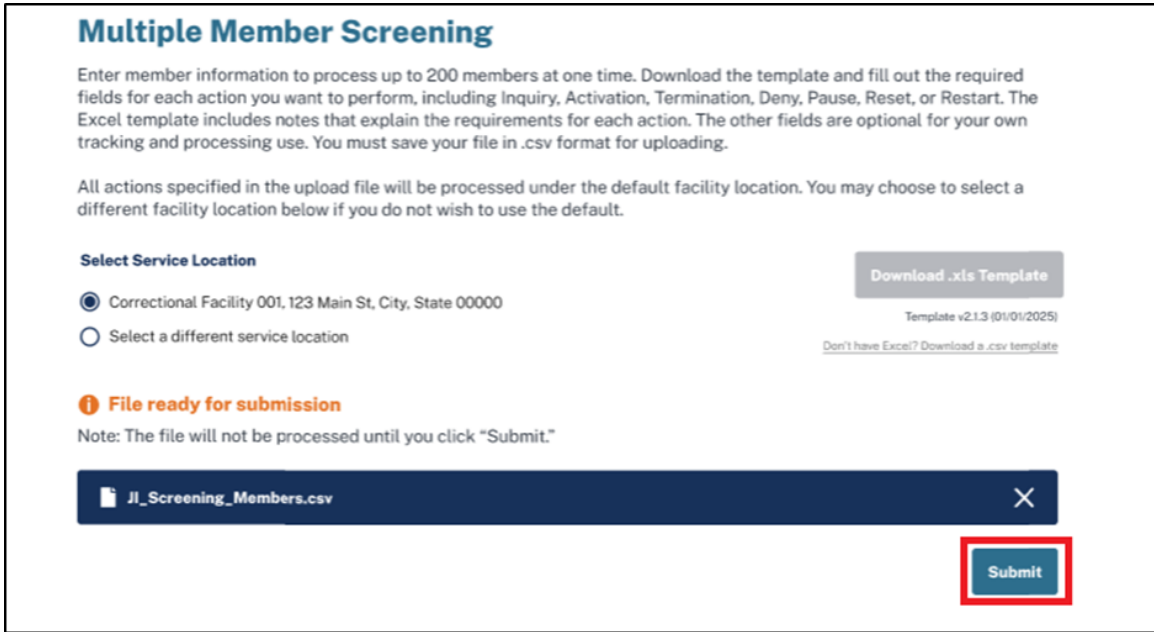 Multiple Member Screening
Enter member information to process up to 200 members at one time. Download the template and fill out the required
fields for each action you want to perform, including Inquiry, Activation, Termination, Deny, Pause, Reset, or Restart. The
Excel template includes notes that explain the requirements for each action. The other fields are optional for your own
tracking and processing use. You must save your file in .csv format for uploading.
All actions specified in the upload file will be processed under the default facility location. You may choose to select a
different facility location below if you do not wish to use the default.
Select Service Location
Correctional Facility 001, 123 Main St, City, State 00000
Select a different service location
Download .xls Template
Template v2.1.3 (01/01/2025)
Don't have Excel? Download a .csv template
File ready for submission
Note: The file will not be processed until you click “Submit.”
JI_Screening_Members.csv
Submit